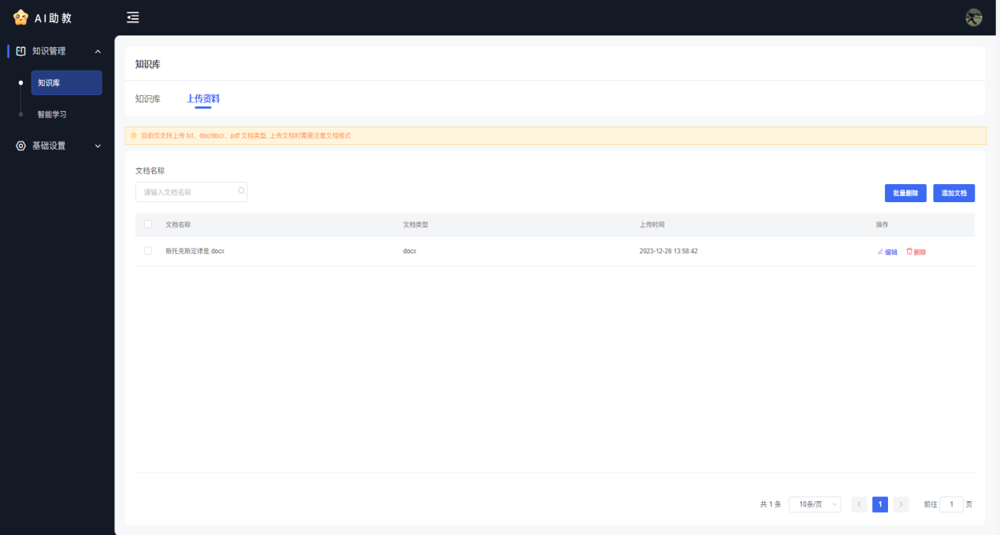 AI助教
知识管理
知识库
智能学习
基础设置
知识库
知识库 上传资料
目前仅支持上传 txt、doc/docx、pdf 文档类型, 上传文档时需要注意文档格式
文档名称
请输入文档名称
批量删除 添加文档
文档名称 文档类型 上传时间 操作
斯托克斯定律是.docx docx 2023-12-26 13:58:42 编辑 删除
共 1 条 10条/页 1 前往 1 页